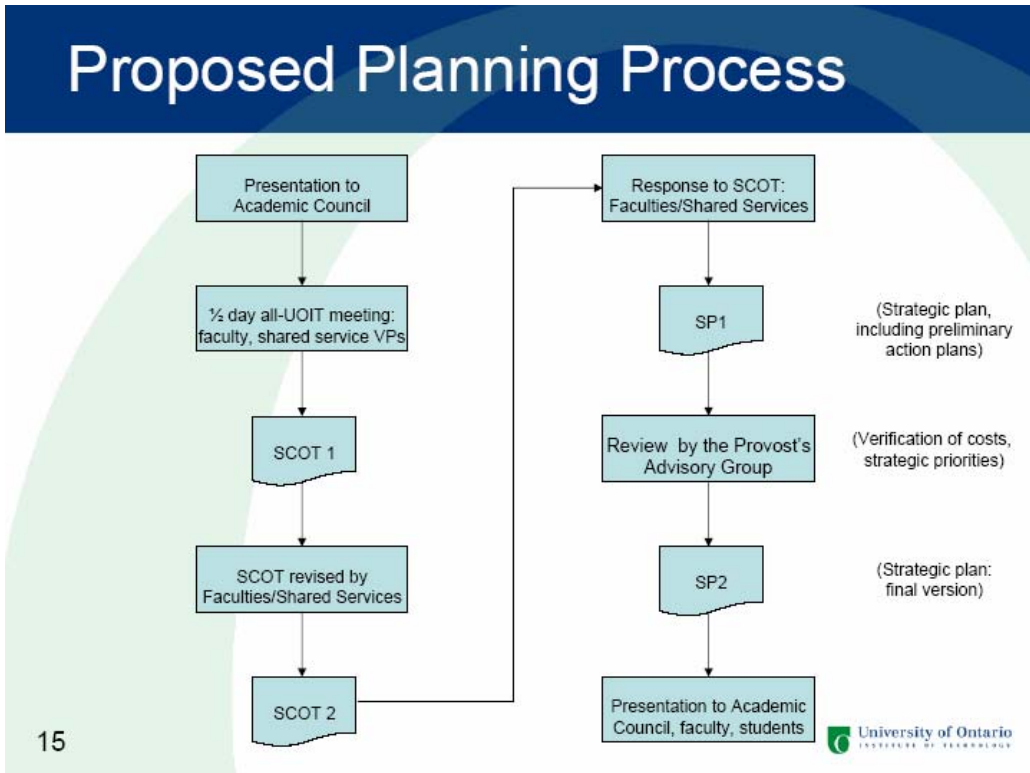 Proposed Planning Process
Presentation to
Academic Council
½ day all-UOIT meeting:
faculty, shared service VPs
SCOT 1
SCOT revised by
Faculties/Shared Services
SCOT 2
Response to SCOT:
Faculties/Shared Services
SP1
(Strategic plan,
including preliminary
action plans)
Review by the Provost's
Advisory Group
(Verification of costs,
strategic priorities)
SP2
(Strategic plan:
final version)
Presentation to Academic
Council, faculty, students
15
University of Ontario
INSTITUTE OF TECHNOLOGY